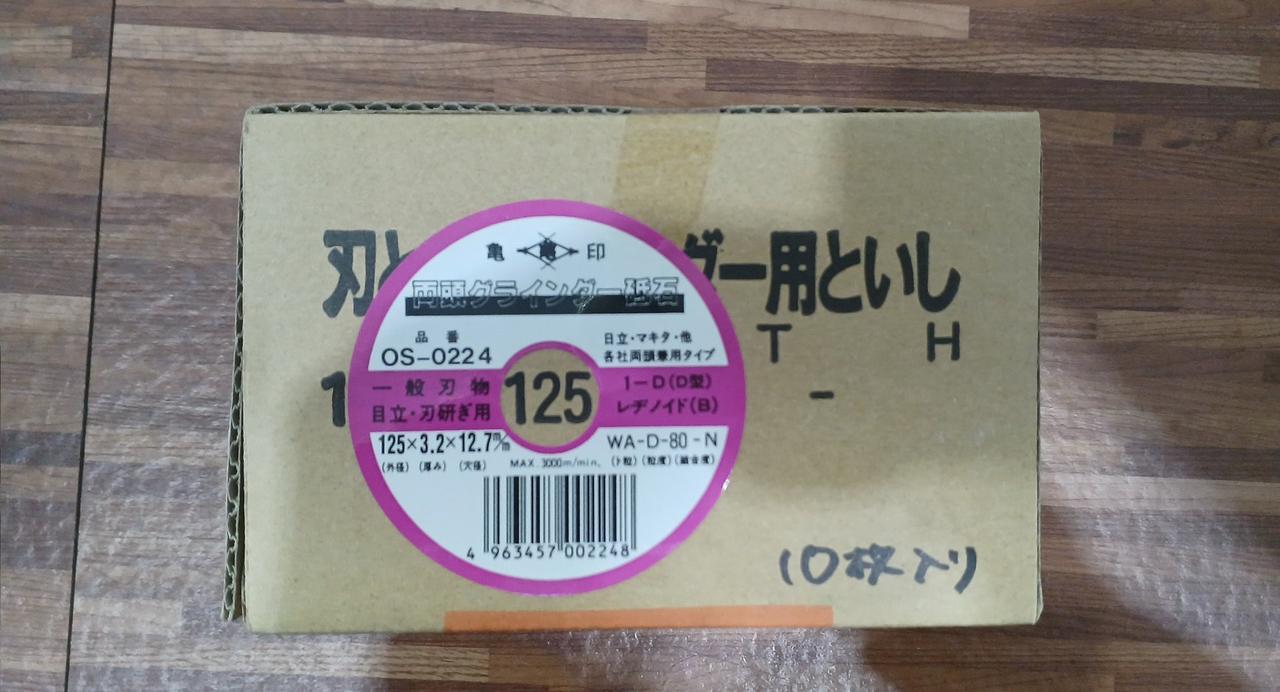 刃と
グー用といし
T H
1
-
亀 印
両頭グラインダー砥石
品番
OS-0224
日立・マキタ・他
各社両頭兼用タイプ
一般刃物
目立・刃研ぎ用
125
1-D(D型)
レヂノイド(B)
125×3.2×12.7m/m
(外径) (厚み) (穴径)
MAX.3000m/min.
WA-D-80-N
(ト粒)(粒度)(結合度)
4 963457 002248
10枚入り